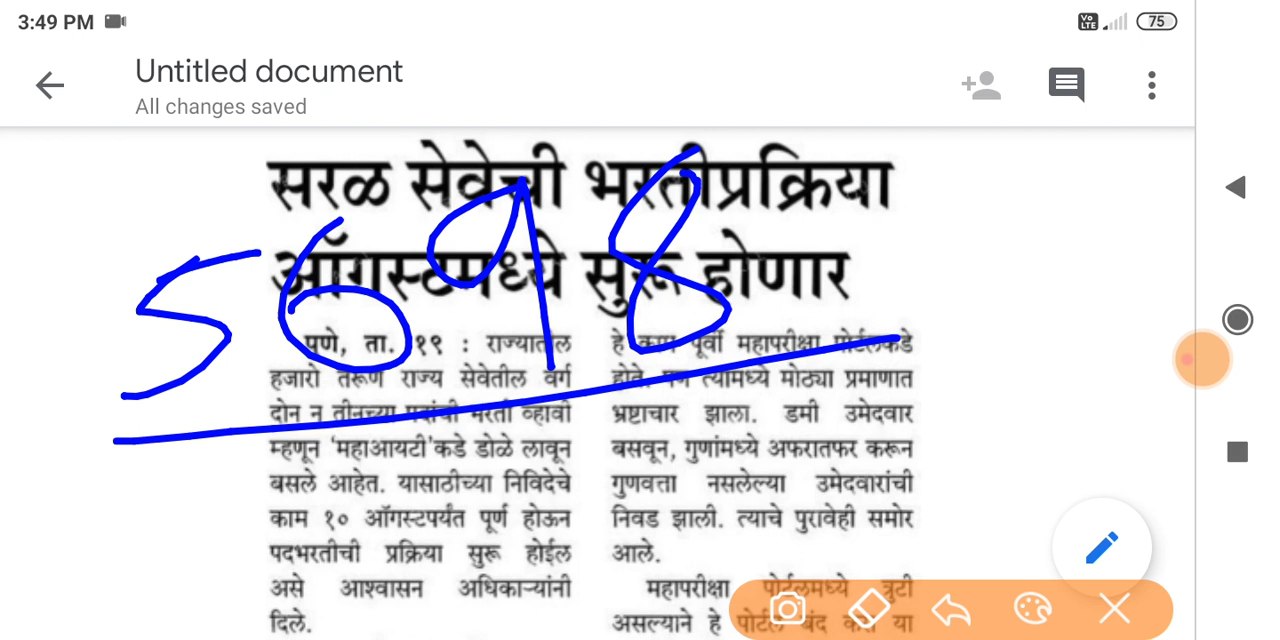 3:49 PM
Vo LTE
75
Untitled document
All changes saved
सरळ सेवेची भरतीप्रक्रिया
ऑगस्टमध्ये सुरू होणार
5698
पुणे, ता. १९ : राज्यातील
हजारो तरूण राज्य सेवेतील वर्ग
दोन न तीनच्या पदांची भरती व्हावी
म्हणून 'महाआयटी'कडे डोळे लावून
बसले आहेत. यासाठीच्या निविदेचे
काम १० ऑगस्टपर्यंत पूर्ण होऊन
पदभरतीची प्रक्रिया सुरू होईल
असे आश्वासन अधिकाऱ्यांनी
दिले.
हे काम पूर्वी महापरीक्षा पोर्टलकडे
होते. पण त्यामध्ये मोठ्या प्रमाणात
भ्रष्टाचार झाला. डमी उमेदवार
बसवून, गुणांमध्ये अफरातफर करून
गुणवत्ता नसलेल्या उमेदवारांची
निवड झाली. त्याचे पुरावेही समोर
आले.
महापरीक्षा पोर्टलमध्ये त्रुटी
असल्याने हे पोर्टल बंद करा या